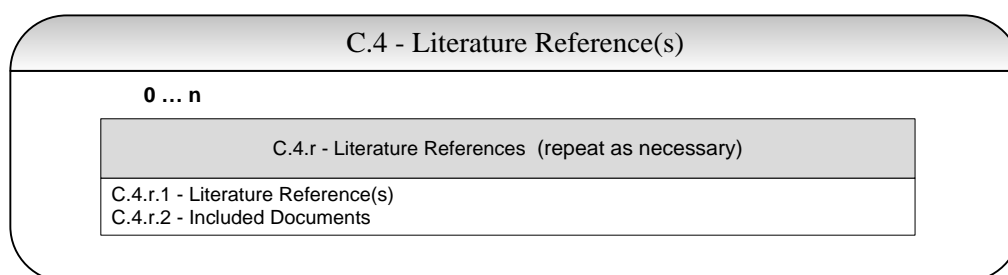 C.4 - Literature Reference(s)
0 … n
C.4.r - Literature References (repeat as necessary)
C.4.r.1 - Literature Reference(s)
C.4.r.2 - Included Documents